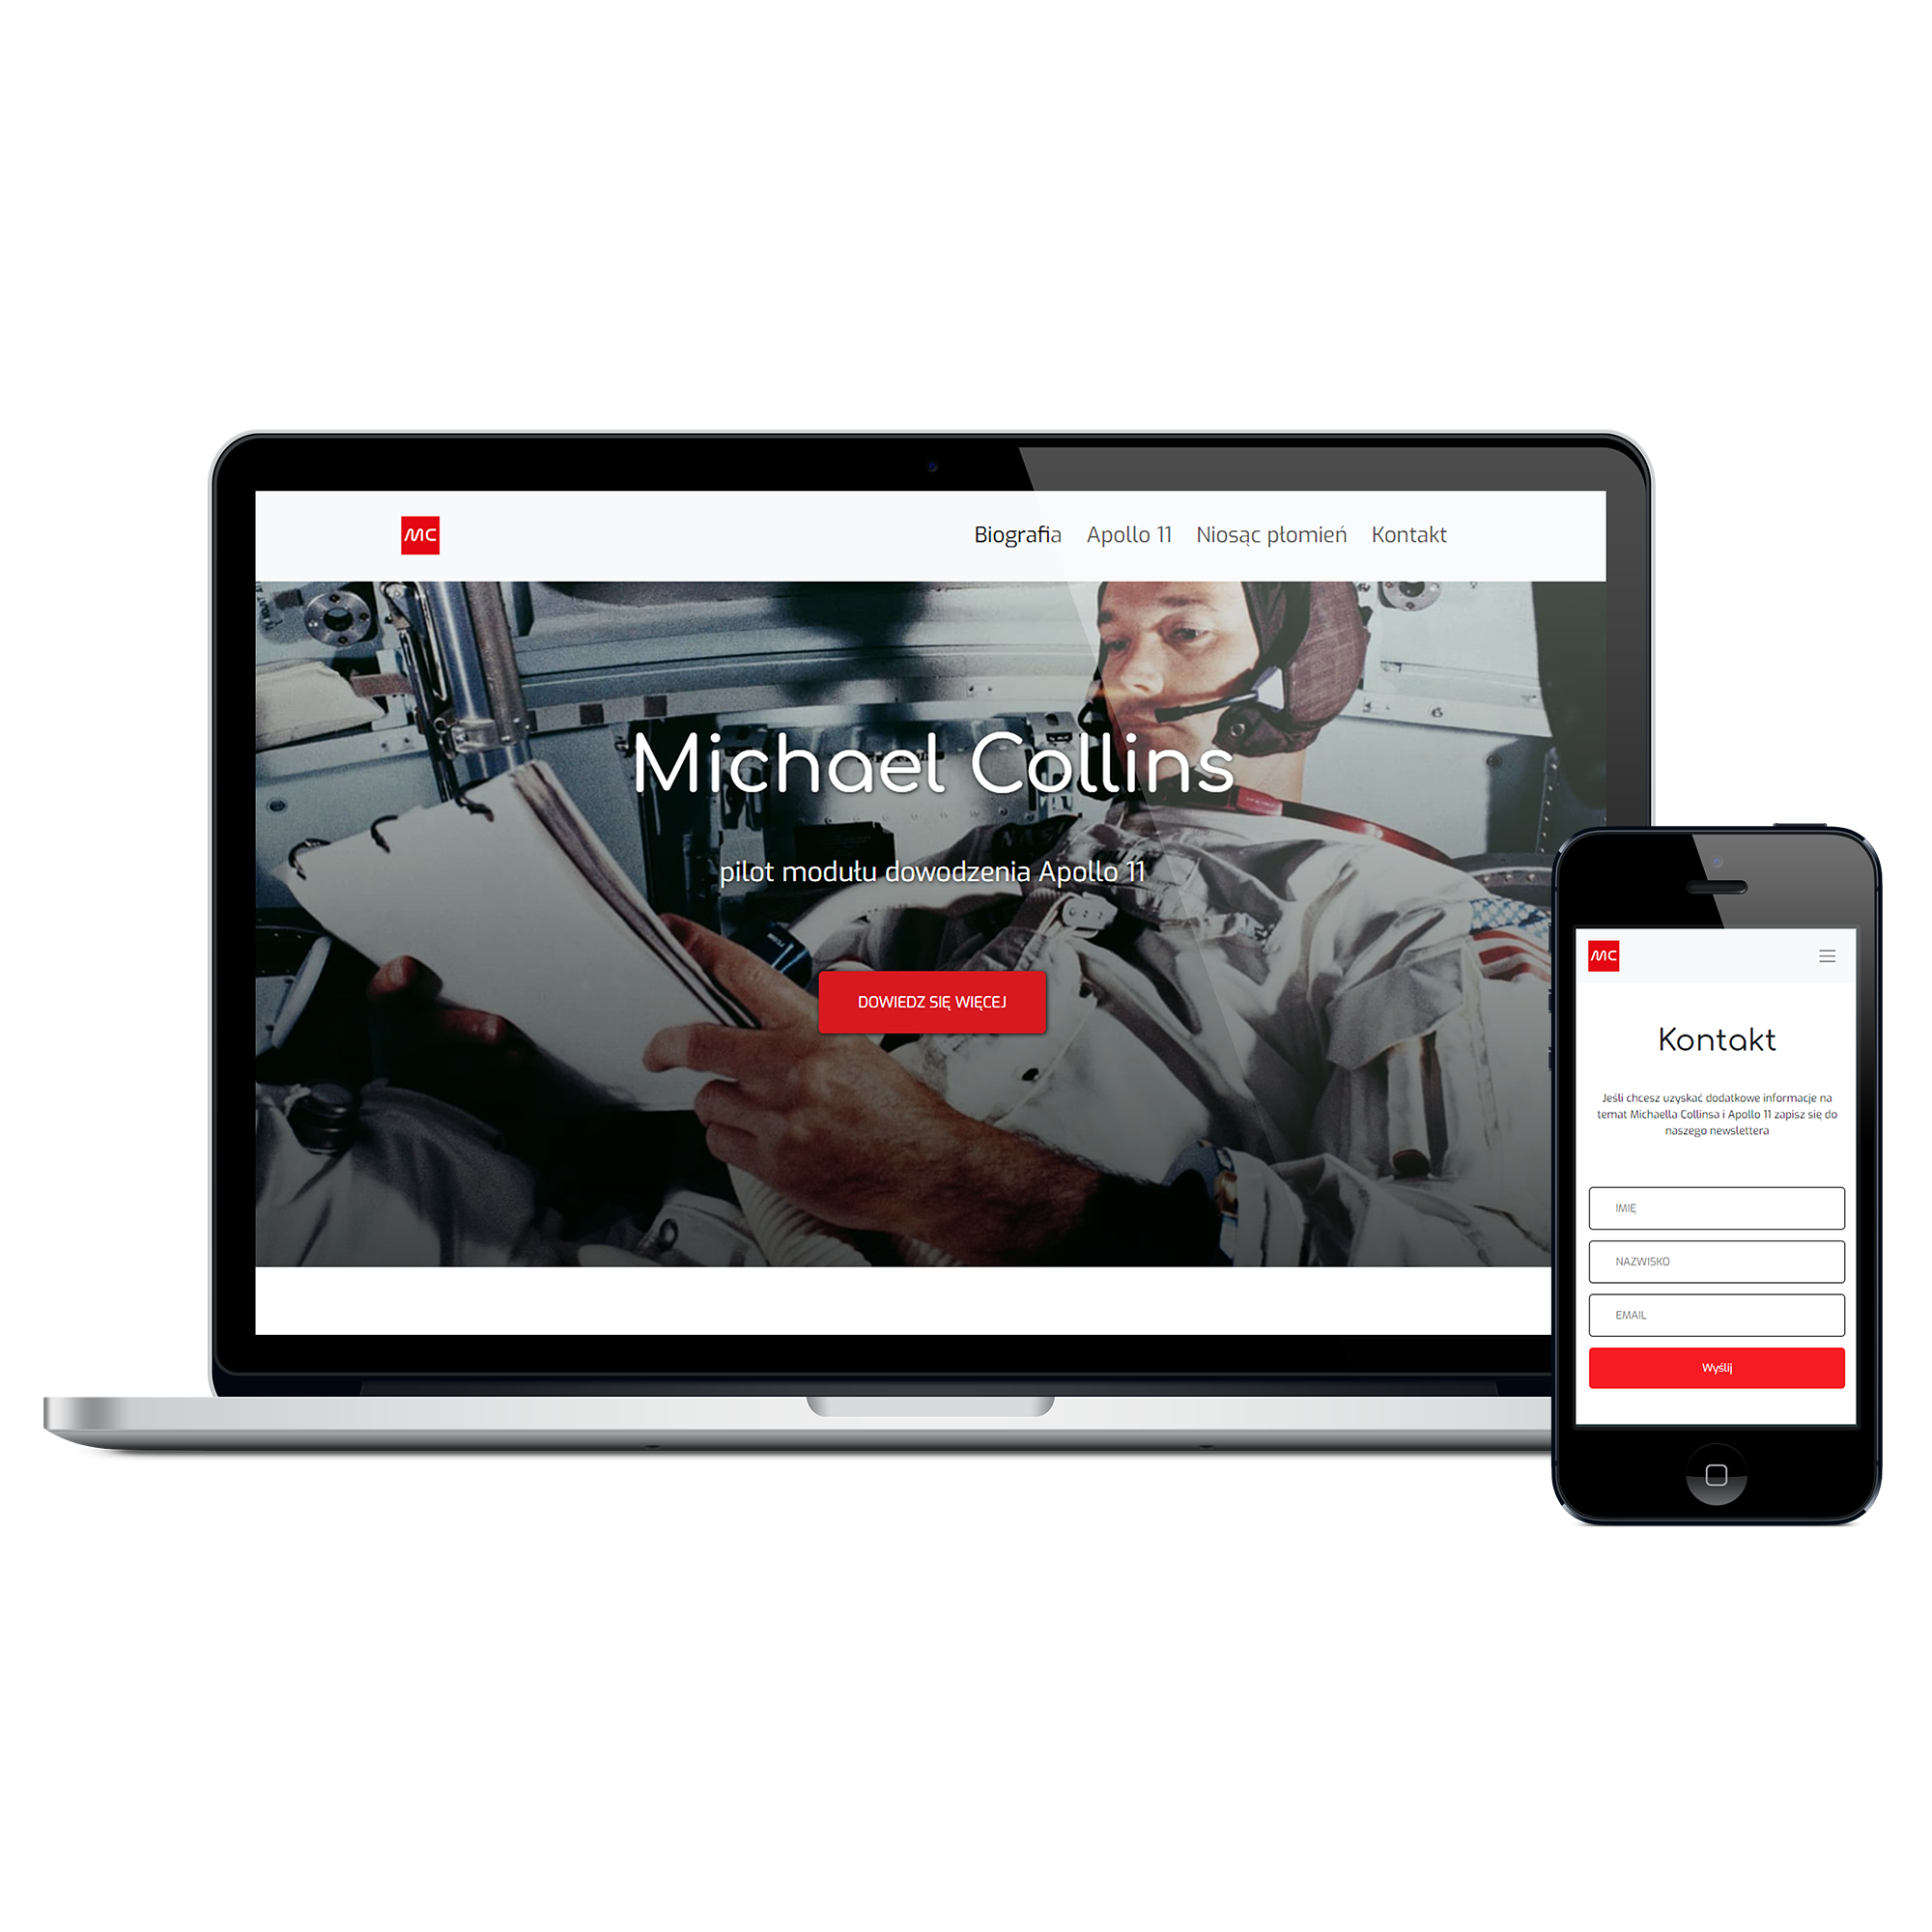 MC
Biografia Apollo 11 Niosąc płomień Kontakt
Michael Collins
pilot modułu dowodzenia Apollo 11
DOWIEDZ SIĘ WIĘCEJ
MC
Kontakt
Jeśli chcesz uzyskać dodatkowe informacje na
temat Michaella Collinsa i Apollo 11 zapisz się do
naszego newslettera
IMIĘ
NAZWISKO
EMAIL
Wyślij